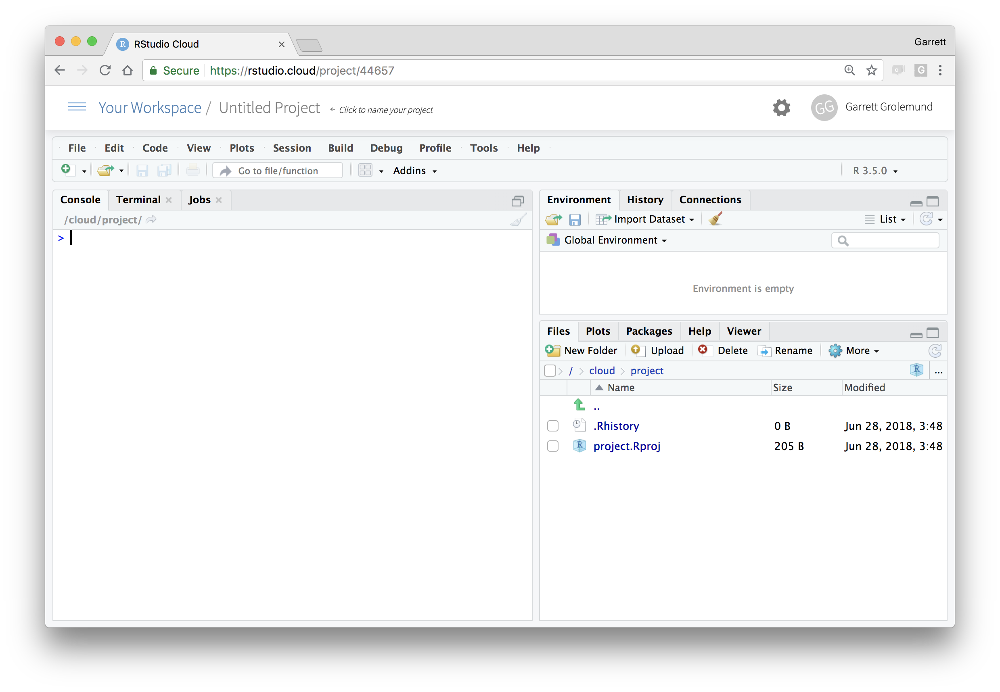 R RStudio Cloud
Garrett
Secure https://rstudio.cloud/project/44657
a G
Your Workspace / Untitled Project Click to name your project
GG Garrett Grolemund
File Edit Code View Plots Session Build Debug Profile Tools Help
Go to file/function Addins R 3.5.0
Console Terminal Jobs
/cloud/project/
>
Environment History Connections
Import Dataset List
Global Environment
Environment is empty
Files Plots Packages Help Viewer
New Folder Upload Delete Rename More
/ cloud project R ...
Name Size Modified
..
.Rhistory 0 B Jun 28, 2018, 3:48
R project.Rproj 205 B Jun 28, 2018, 3:48